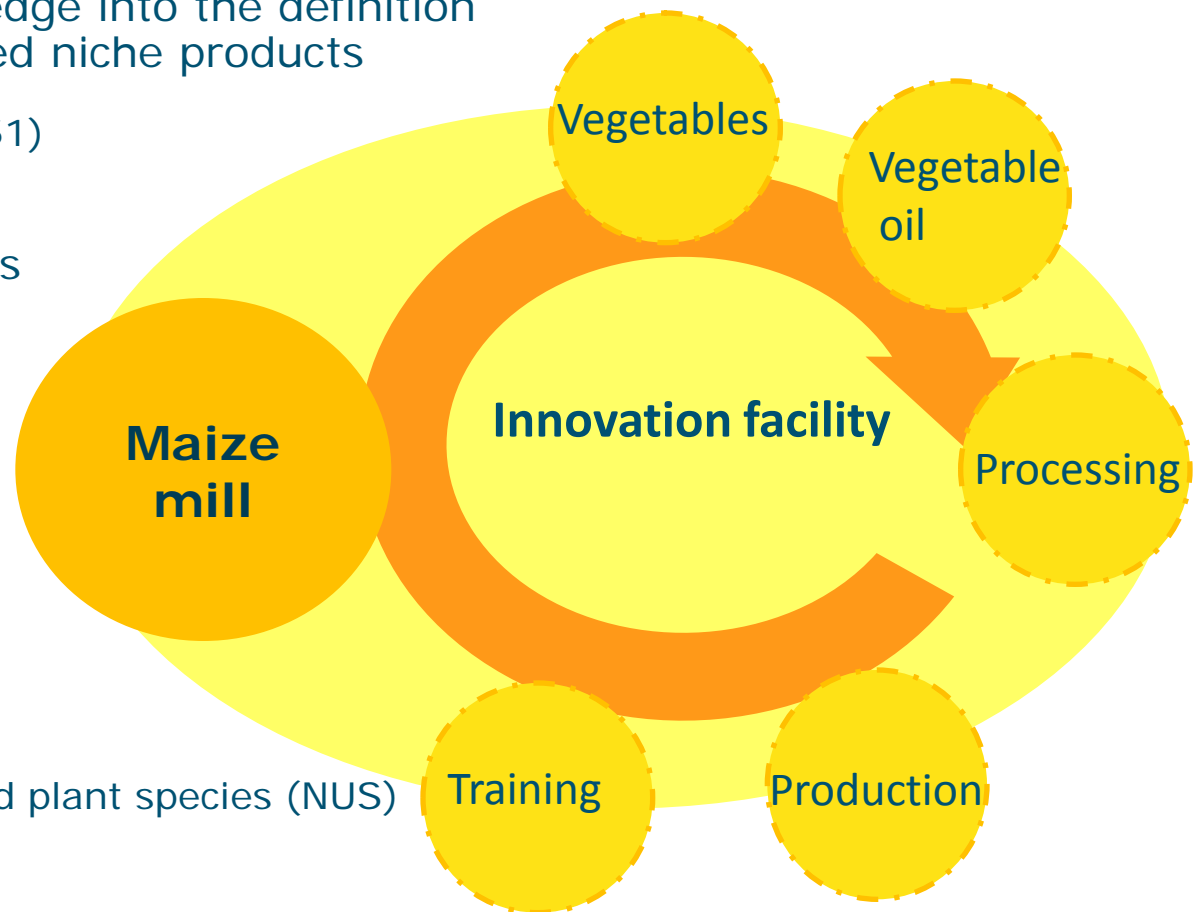 edge into the definition
ed niche products
Vegetables
51)
Vegetable
oil
s
Innovation facility
Maize
mill
Processing
d plant species (NUS)
Training
Production